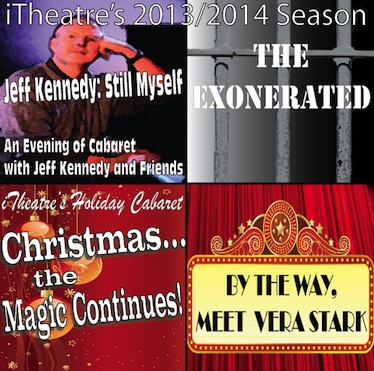 iTheatre's 2013/2014 Season
Jeff Kennedy: Still Myself
An Evening of Cabaret
with Jeff Kennedy and Friends
THE
EXONERATED
iTheatre's Holiday Cabaret
Christmas...
the
Magic Continues!
BY THE WAY,
MEET VERA STARK